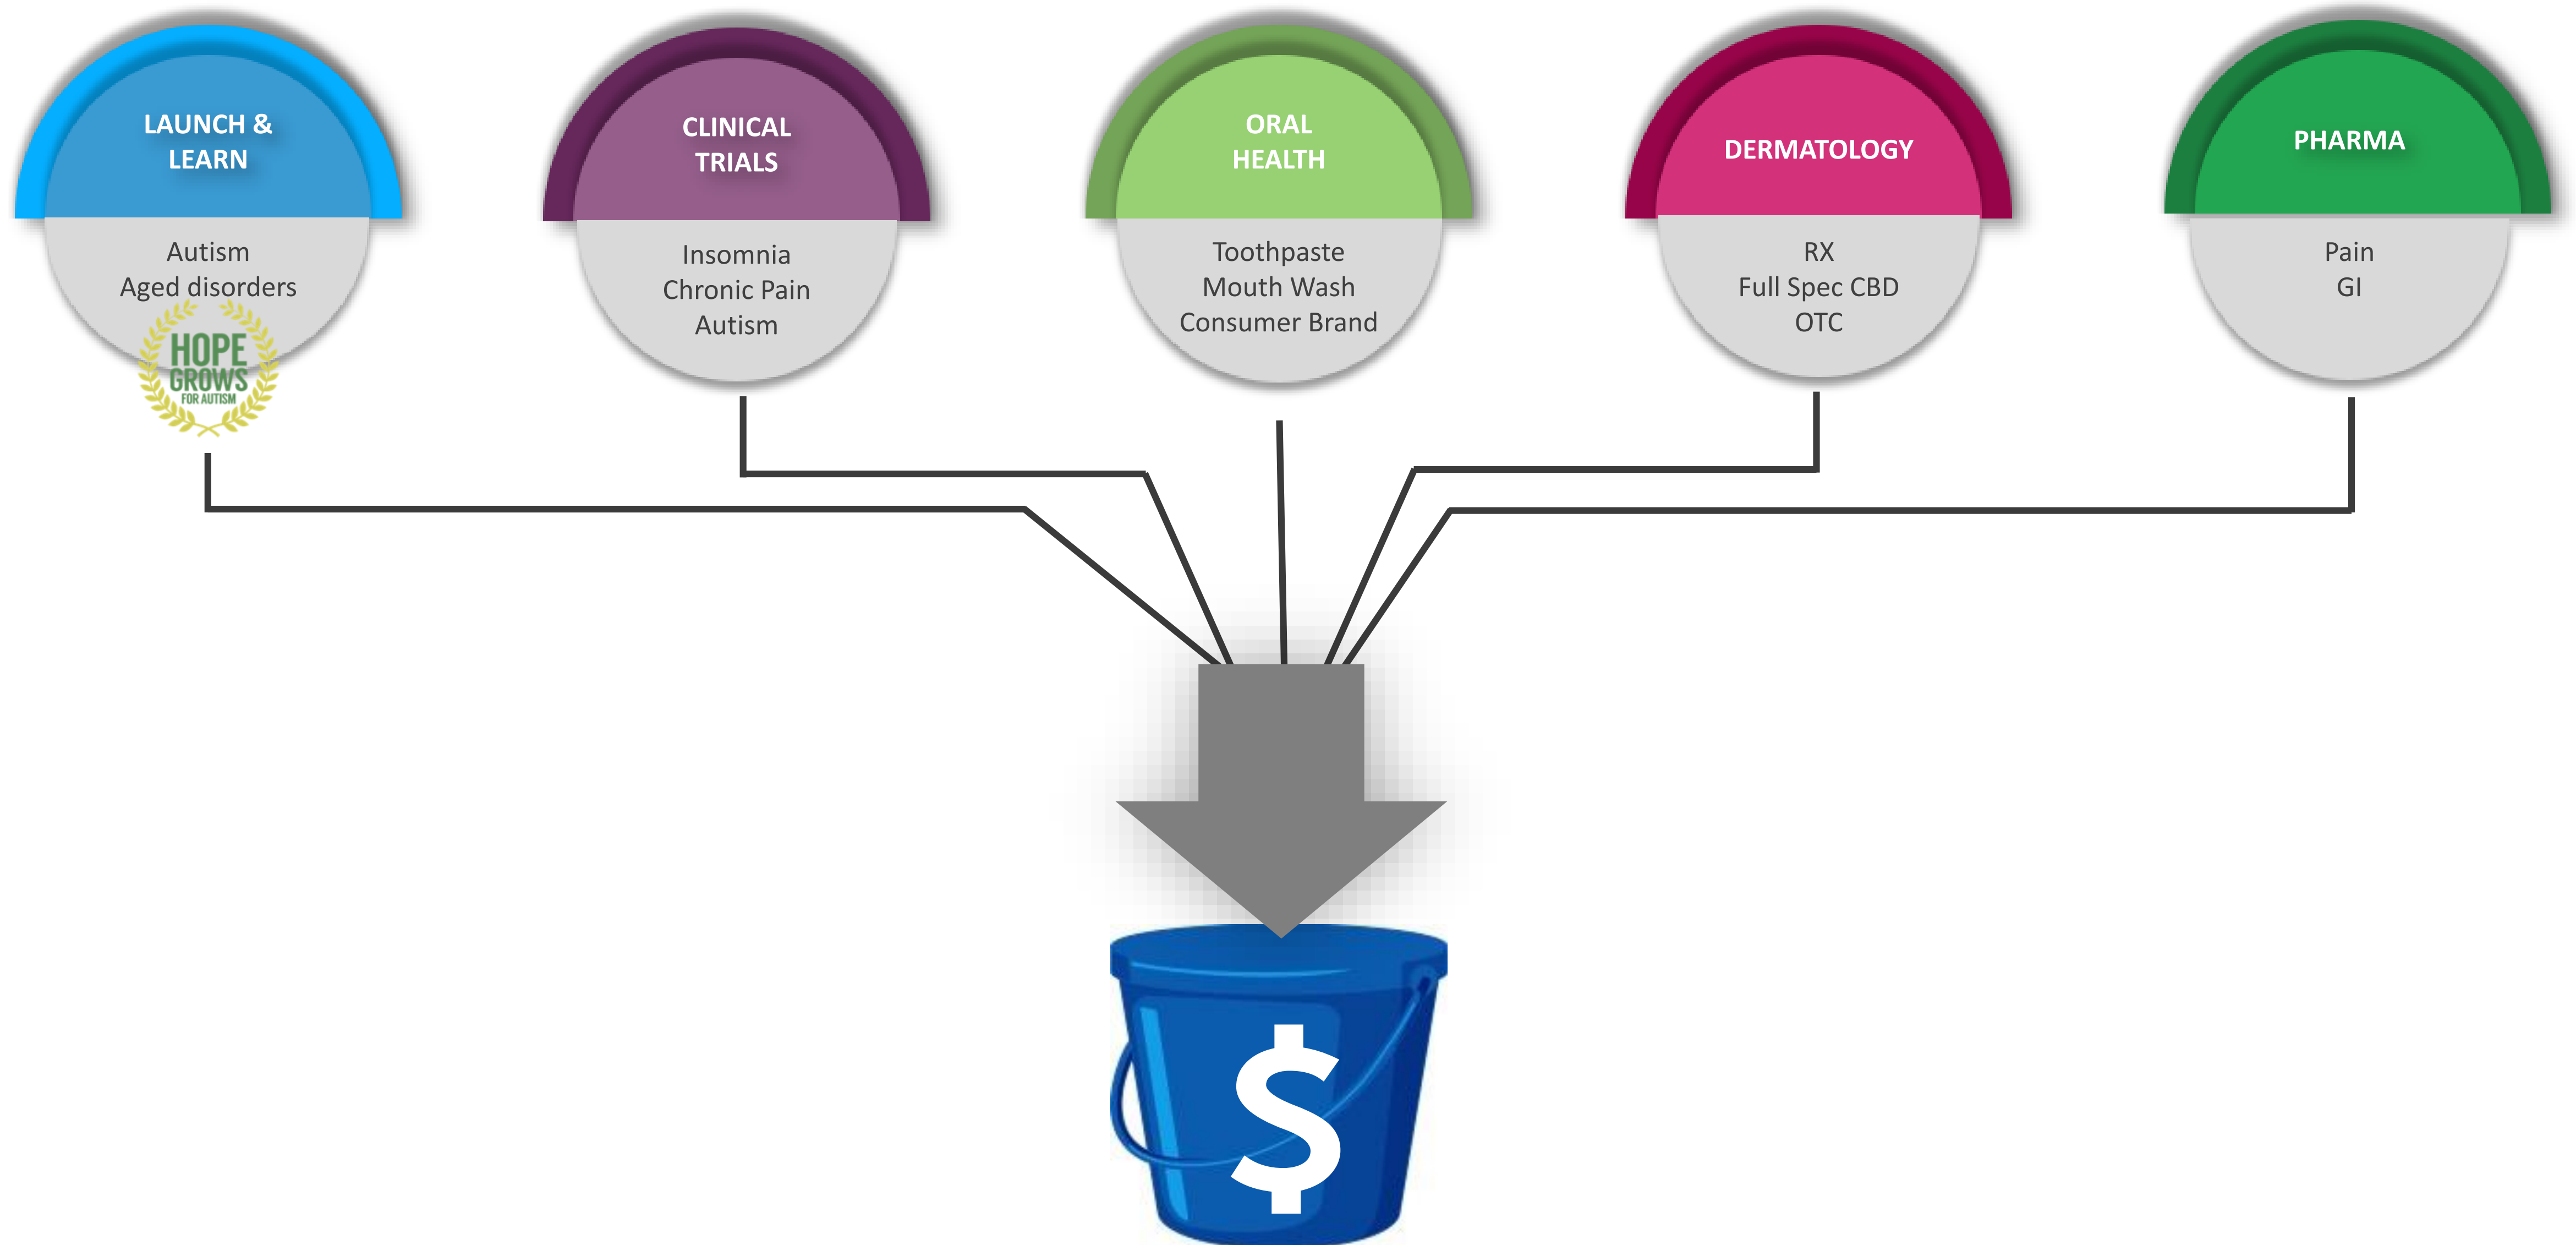 LAUNCH &
LEARN
Autism
Aged disorders
HOPE
GROWS
FOR AUTISM
CLINICAL
TRIALS
Insomnia
Chronic Pain
Autism
ORAL
HEALTH
Toothpaste
Mouth Wash
Consumer Brand
DERMATOLOGY
RX
Full Spec CBD
OTC
PHARMA
Pain
GI
$